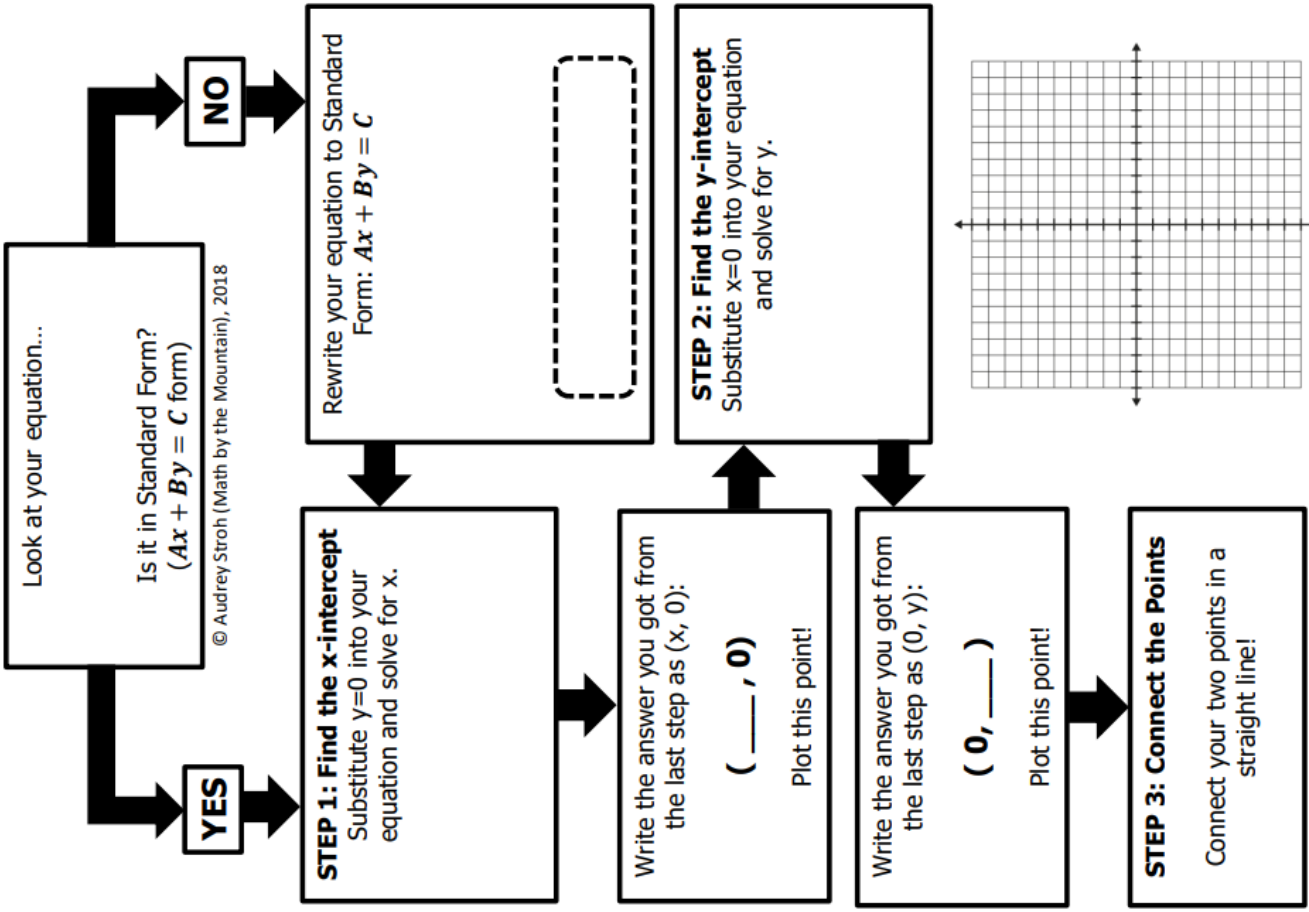 Look at your equation...
Is it in Standard Form?
(Ax + By = C form)
© Audrey Stroh (Math by the Mountain), 2018
YES
NO
Rewrite your equation to Standard
Form: Ax + By = C
STEP 1: Find the x-intercept
Substitute y=0 into your
equation and solve for x.
Write the answer you got from
the last step as (x, 0):
( ___ , 0)
Plot this point!
STEP 2: Find the y-intercept
Substitute x=0 into your equation
and solve for y.
Write the answer you got from
the last step as (0, y):
( 0, ___ )
Plot this point!
STEP 3: Connect the Points
Connect your two points in a
straight line!